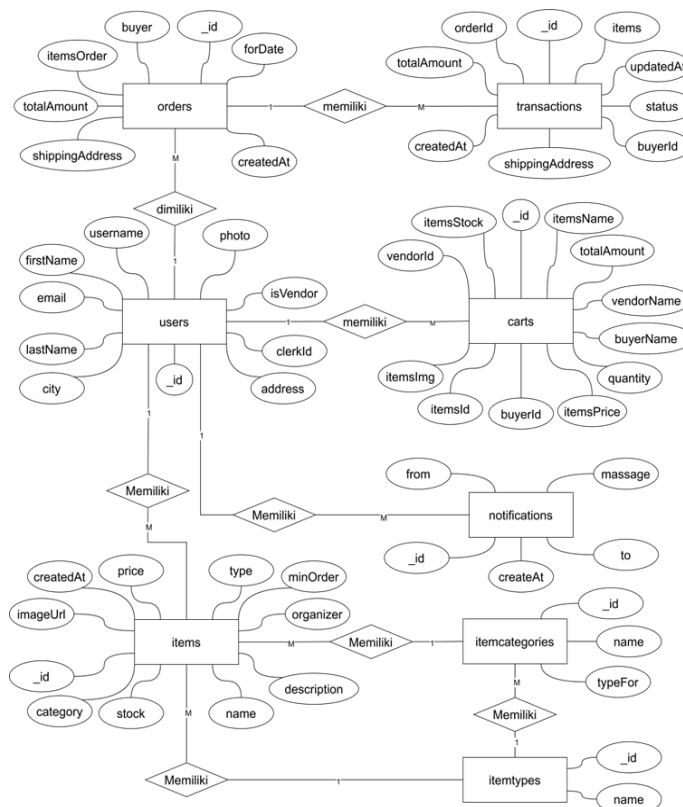 buyer
_id
itemsOrder
forDate
totalAmount
orders
shippingAddress
createdAt
1
memiliki
M
orderId
_id
items
totalAmount
updatedAt
transactions
status
createdAt
buyerId
shippingAddress
M
dimiliki
1
username
photo
firstName
email
isVendor
users
lastName
clerkId
city
_id
address
1
memiliki
M
itemsStock
_id
itemsName
vendorId
totalAmount
vendorName
carts
buyerName
itemsImg
quantity
itemsId
buyerId
itemsPrice
1
Memiliki
M
1
Memiliki
M
from
massage
notifications
_id
createAt
to
createdAt
price
type
minOrder
imageUrl
organizer
items
_id
description
category
stock
name
M
Memiliki
1
_id
itemcategories
name
typeFor
M
Memiliki
1
M
Memiliki
1
_id
itemtypes
name